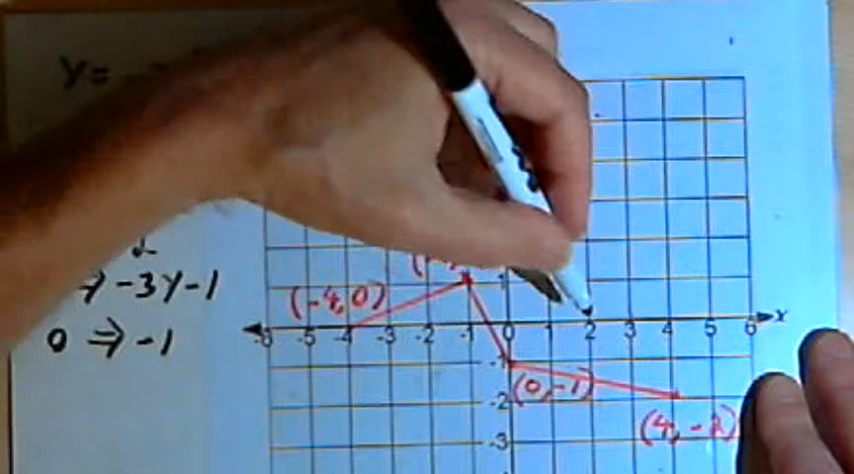 Y=
⇒ -3Y-1
0 ⇒ -1
(-4,0)
1
-6 -5 -4 -3 -2 -1 0 1 2 3 4 5 6 x
-1
(0,-1)
-2
(4,-2)
-3